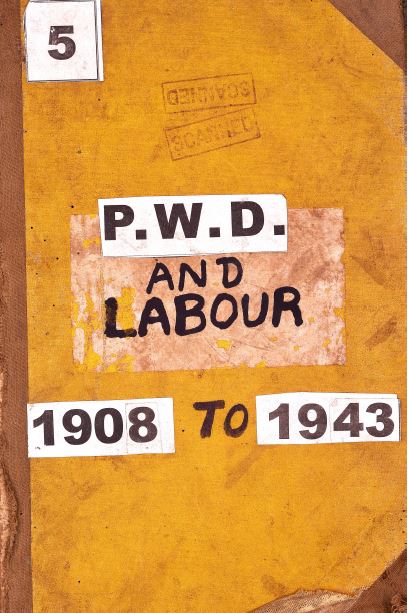 5
SCANNED
SCANNED
P.W.D.
AND
LABOUR
1908 TO 1943